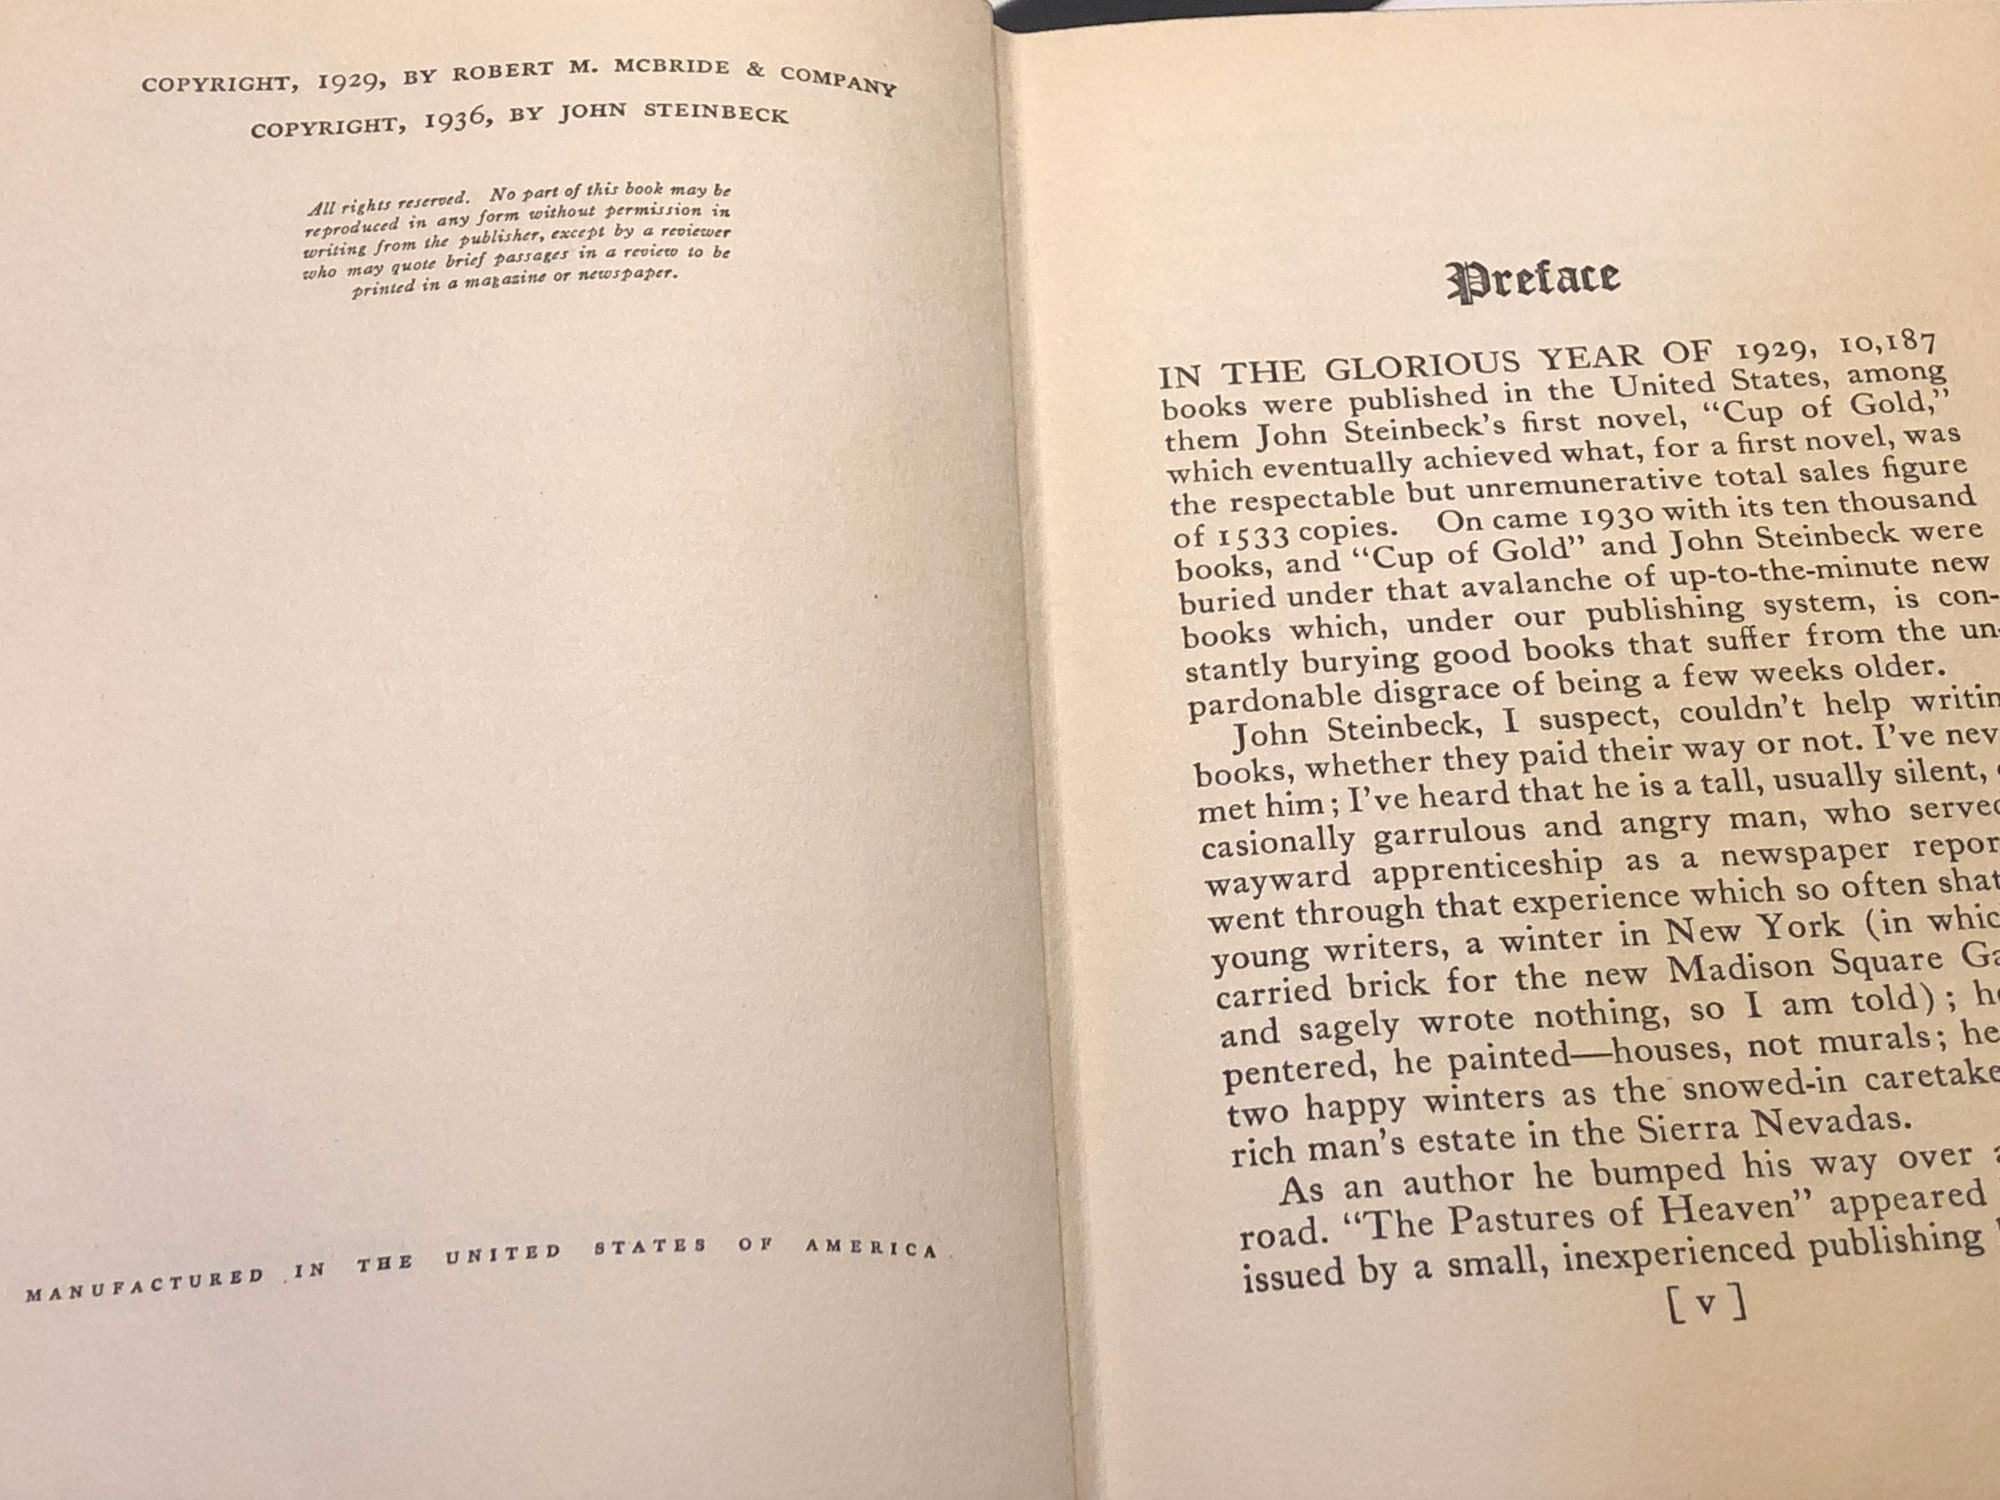 COPYRIGHT, 1929, BY ROBERT M. MCBRIDE & COMPANY
COPYRIGHT, 1936, BY JOHN STEINBECK
All rights reserved. No part of this book may be
reproduced in any form without permission in
writing from the publisher, except by a reviewer
who may quote brief passages in a review to be
printed in a magazine or newspaper.
MANUFACTURED IN THE UNITED STATES OF AMERICA
Preface
IN THE GLORIOUS YEAR OF 1929, 10,187
books were published in the United States, among
them John Steinbeck's first novel, "Cup of Gold,"
which eventually achieved what, for a first novel, was
the respectable but unremunerative total sales figure
of 1533 copies. On came 1930 with its ten thousand
books, and "Cup of Gold" and John Steinbeck were
buried under that avalanche of up-to-the-minute new
books which, under our publishing system, is con-
stantly burying good books that suffer from the un-
pardonable disgrace of being a few weeks older.
John Steinbeck, I suspect, couldn't help writin
books, whether they paid their way or not. I've nev
met him; I've heard that he is a tall, usually silent,
casionally garrulous and angry man, who served
wayward apprenticeship as a newspaper repor
went through that experience which so often shat
young writers, a winter in New York (in whic
carried brick for the new Madison Square Ga
and sagely wrote nothing, so I am told); he
pentered, he painted—houses, not murals; he
two happy winters as the snowed-in caretake
rich man's estate in the Sierra Nevadas.
As an author he bumped his way over a
road. "The Pastures of Heaven" appeared
issued by a small, inexperienced publishing
[ v ]